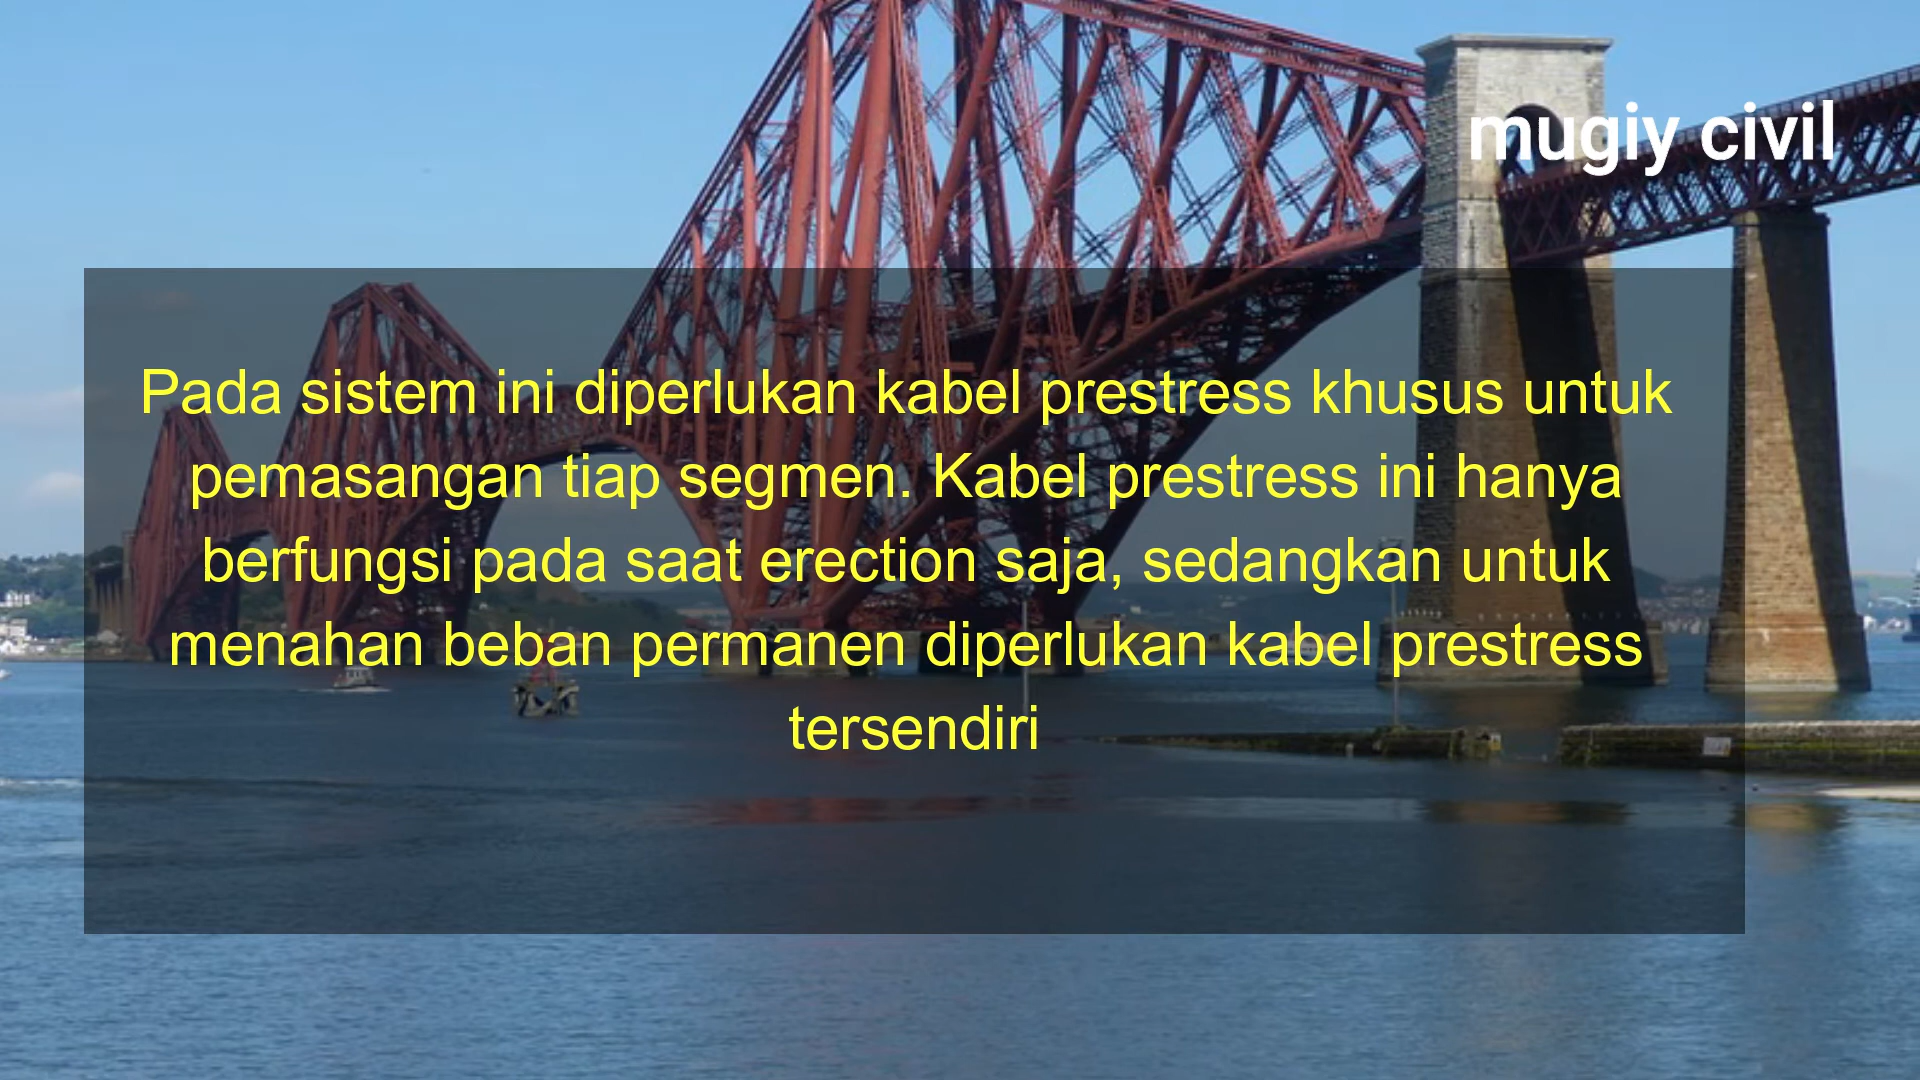 mugiy civil
Pada sistem ini diperlukan kabel prestress khusus untuk
pemasangan tiap segmen. Kabel prestress ini hanya
berfungsi pada saat erection saja, sedangkan untuk
menahan beban permanen diperlukan kabel prestress
tersendiri